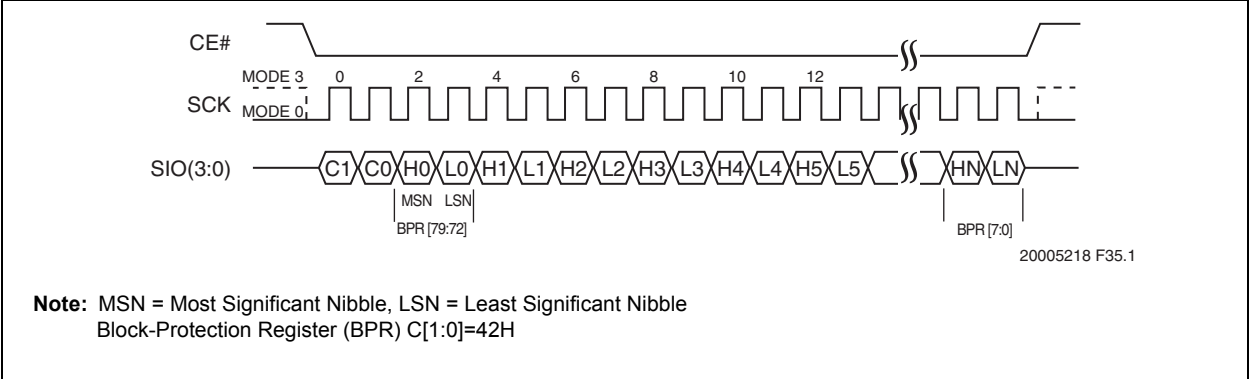 CE#
MODE 3 0 2 4 6 8 10 12
SCK
MODE 0
SIO(3:0) C1 C0 H0 L0 H1 L1 H2 L2 H3 L3 H4 L4 H5 L5 HN LN
MSN LSN
BPR [79:72] BPR [7:0]
20005218 F35.1
Note: MSN = Most Significant Nibble, LSN = Least Significant Nibble
Block-Protection Register (BPR) C[1:0]=42H